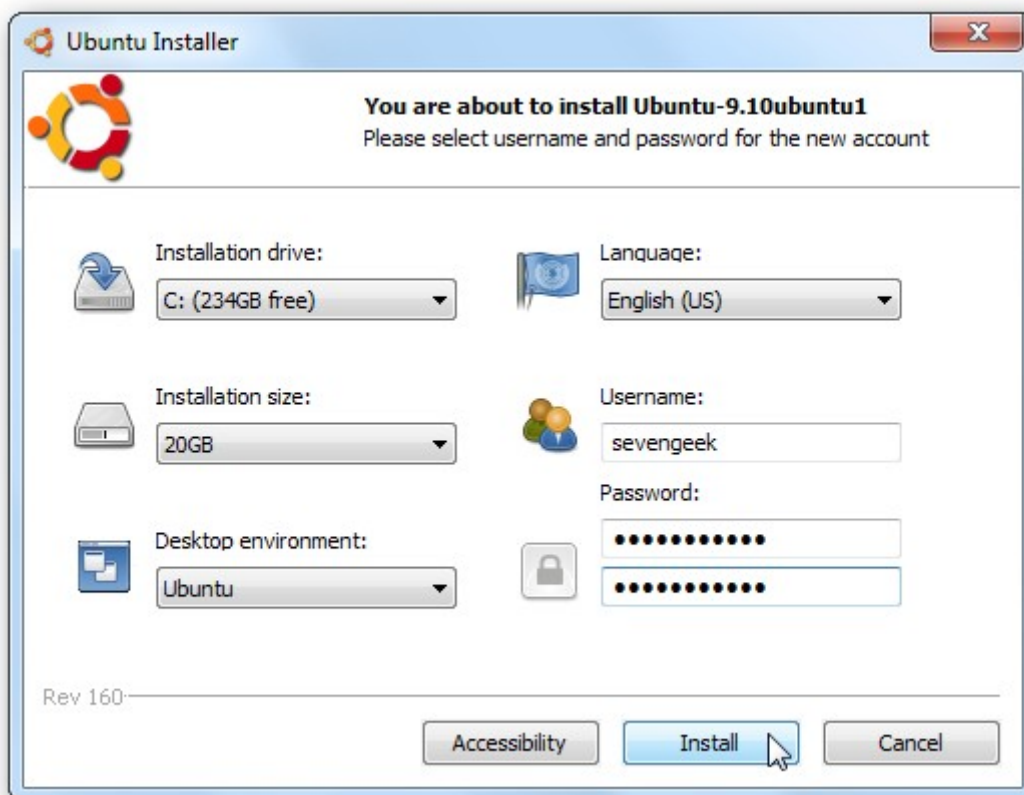 Ubuntu Installer
You are about to install Ubuntu-9.10ubuntu1
Please select username and password for the new account
Installation drive:
C: (234GB free)
Language:
English (US)
Installation size:
20GB
Username:
sevengeek
Password:
•••••••••••
•••••••••••
Desktop environment:
Ubuntu
Rev 160
Accessibility
Install
Cancel